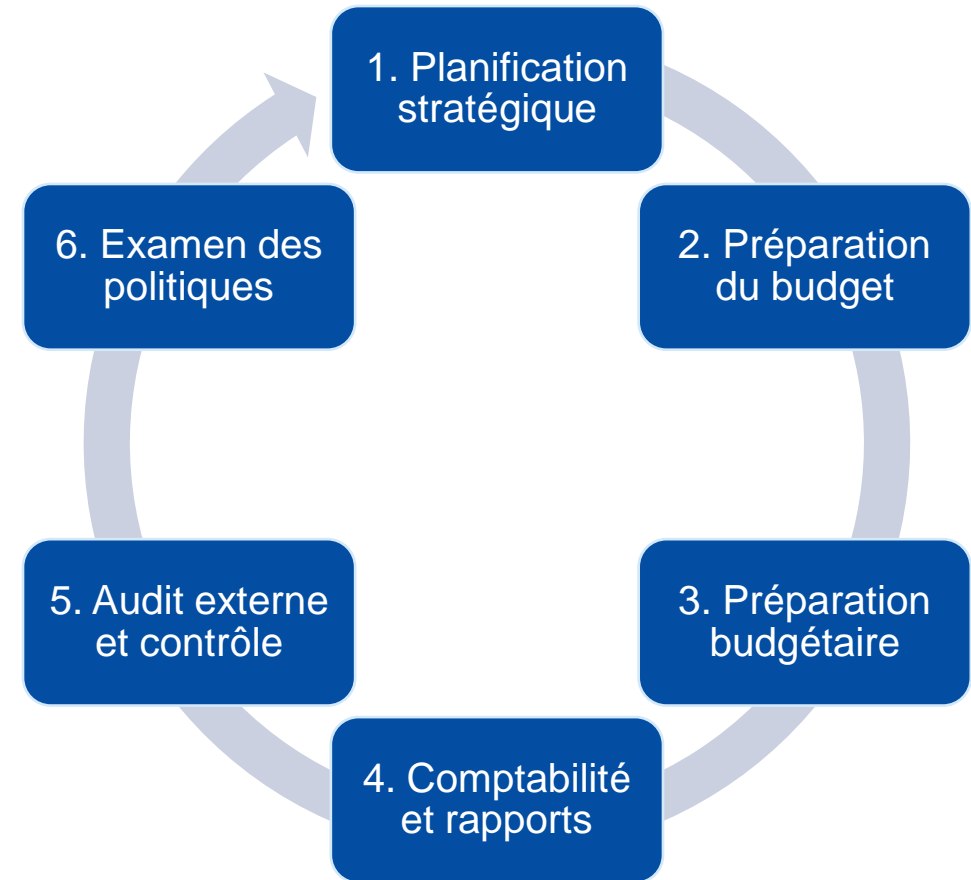 1. Planification
stratégique
2. Préparation
du budget
3. Préparation
budgétaire
4. Comptabilité
et rapports
5. Audit externe
et contrôle
6. Examen des
politiques